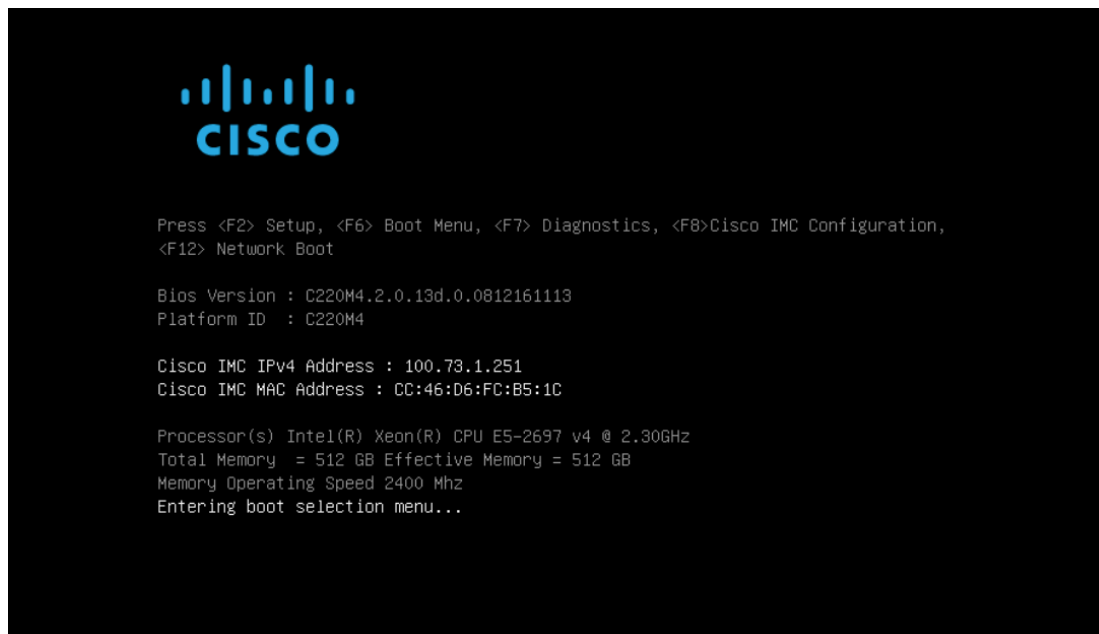 CISCO
Press <F2> Setup, <F6> Boot Menu, <F7> Diagnostics, <F8>Cisco IMC Configuration,
<F12> Network Boot
Bios Version : C220M4.2.0.13d.0.0812161113
Platform ID  : C220M4
Cisco IMC IPv4 Address : 100.73.1.251
Cisco IMC MAC Address : CC:46:D6:FC:B5:1C
Processor(s) Intel(R) Xeon(R) CPU E5-2697 v4 @ 2.30GHz
Total Memory  = 512 GB Effective Memory = 512 GB
Memory Operating Speed 2400 Mhz
Entering boot selection menu...